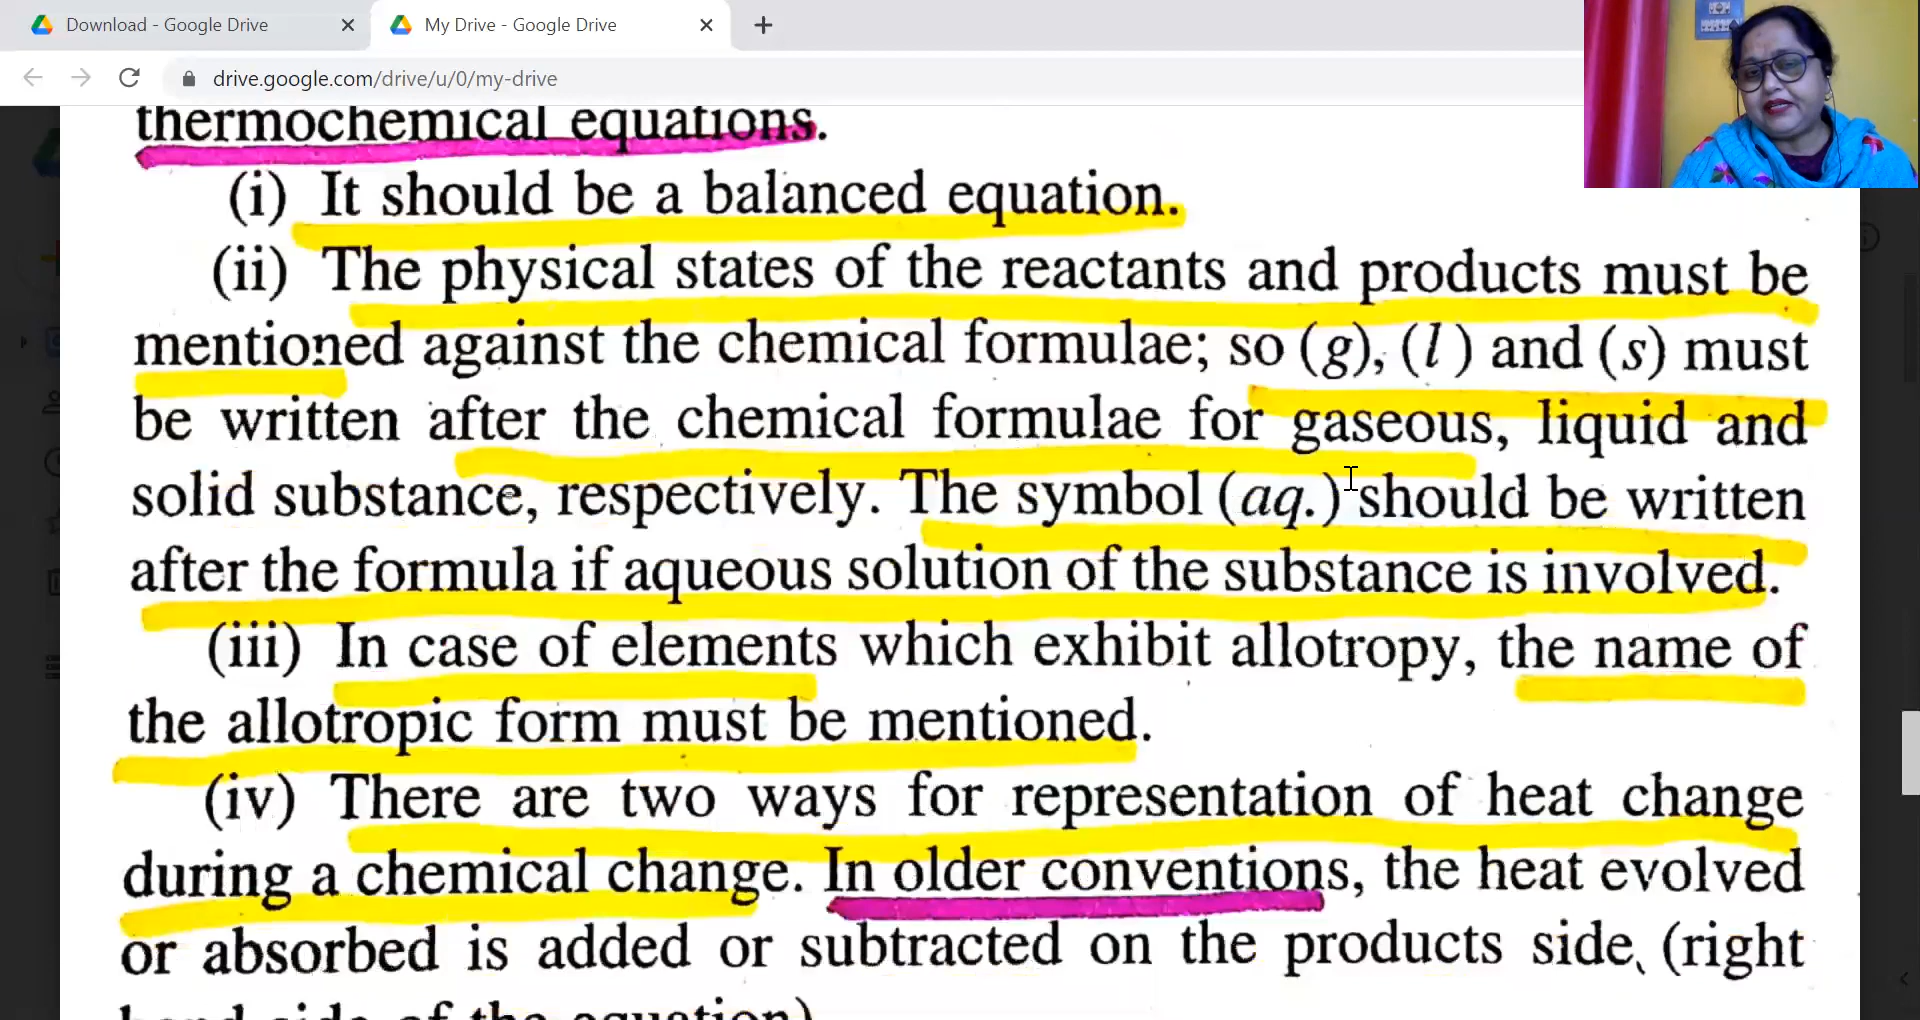 Download - Google Drive
My Drive - Google Drive
drive.google.com/drive/u/0/my-drive
thermochemical equations.
(i) It should be a balanced equation.
(ii) The physical states of the reactants and products must be
mentioned against the chemical formulae; so (g), (l) and (s) must
be written after the chemical formulae for gaseous, liquid and
solid substance, respectively. The symbol (aq.) should be written
after the formula if aqueous solution of the substance is involved.
(iii) In case of elements which exhibit allotropy, the name of
the allotropic form must be mentioned.
(iv) There are two ways for representation of heat change
during a chemical change. In older conventions, the heat evolved
or absorbed is added or subtracted on the products side, (right
hand side of the equation)